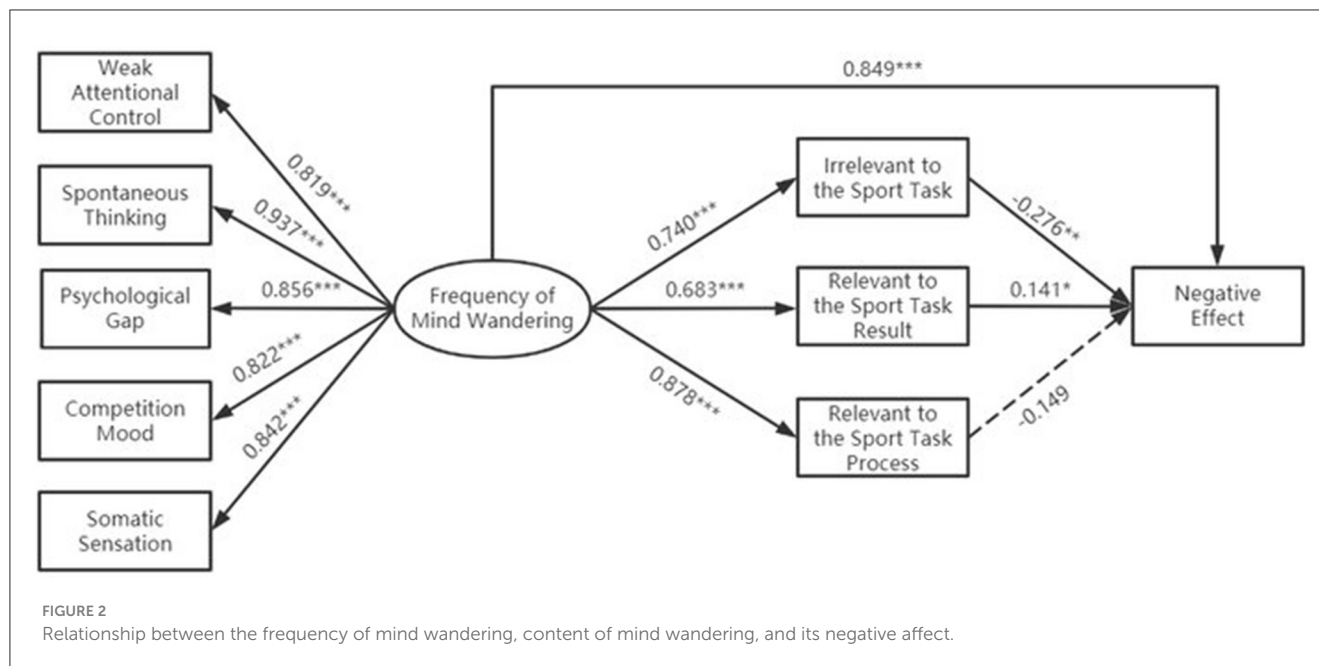 Weak
Attentional
Control
Spontaneous
Thinking
Psychological
Gap
Competition
Mood
Somatic
Sensation
0.819***
0.937***
0.856***
0.822***
0.842***
Frequency of
Mind Wandering
0.849***
0.740***
0.683***
0.878***
Irrelevant to
the Sport Task
Relevant to
the Sport Task
Result
Relevant to
the Sport Task
Process
-0.276**
0.141*
-0.149
Negative
Effect
FIGURE 2
Relationship between the frequency of mind wandering, content of mind wandering, and its negative affect.